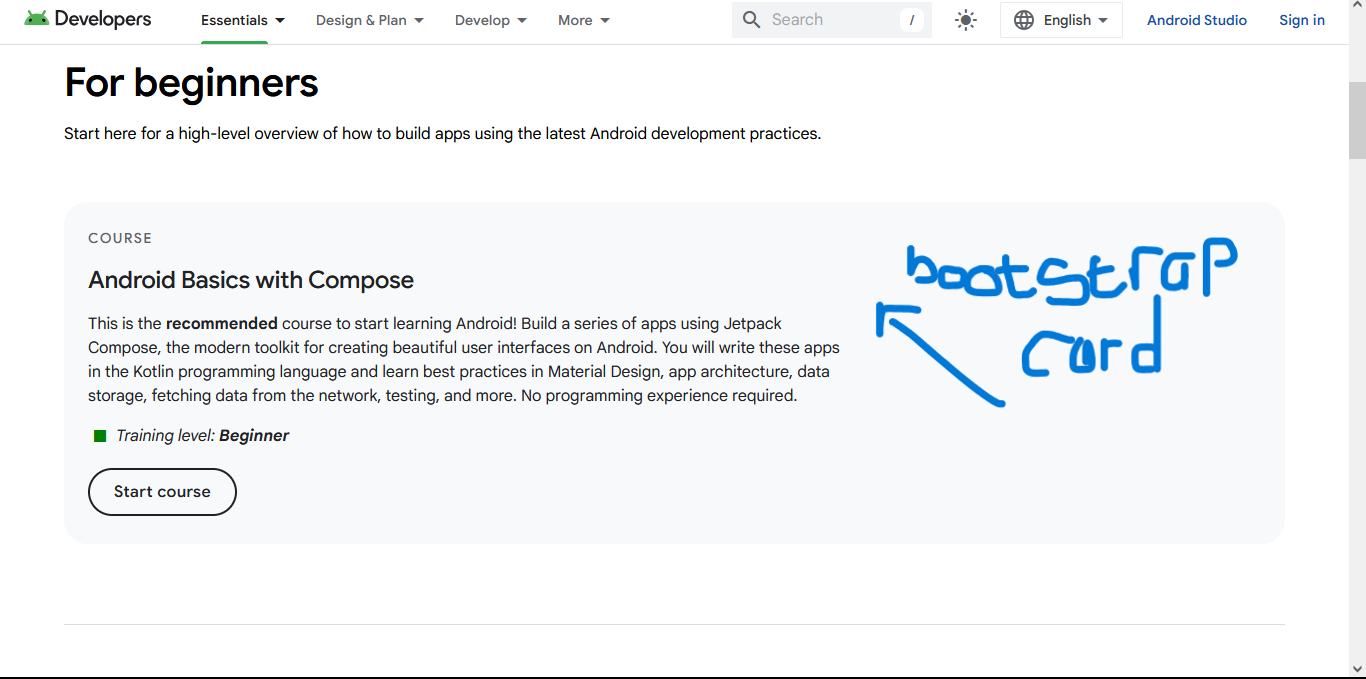 Developers Essentials Design & Plan Develop More Search / English Android Studio Sign in
For beginners
Start here for a high-level overview of how to build apps using the latest Android development practices.
COURSE
Android Basics with Compose
This is the recommended course to start learning Android! Build a series of apps using Jetpack
Compose, the modern toolkit for creating beautiful user interfaces on Android. You will write these apps
in the Kotlin programming language and learn best practices in Material Design, app architecture, data
storage, fetching data from the network, testing, and more. No programming experience required.
Training level: Beginner
Start course
bootstrap
card